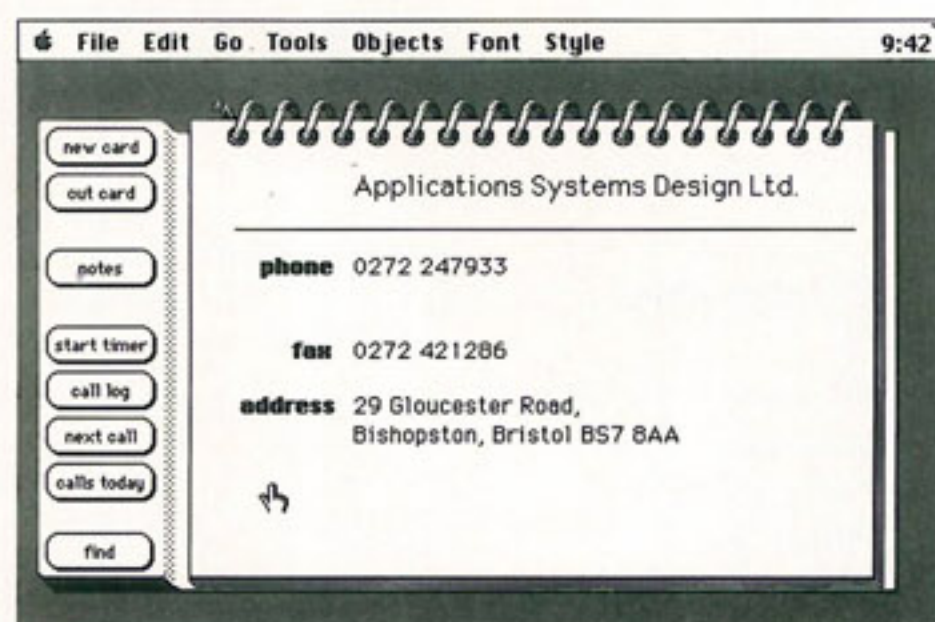 File Edit Go Tools Objects Font Style 9:42
new card
cut card
notes
start timer
call log
next call
calls today
find
Applications Systems Design Ltd.
phone 0272 247933
fax 0272 421286
address 29 Gloucester Road,
Bishopston, Bristol BS7 8AA